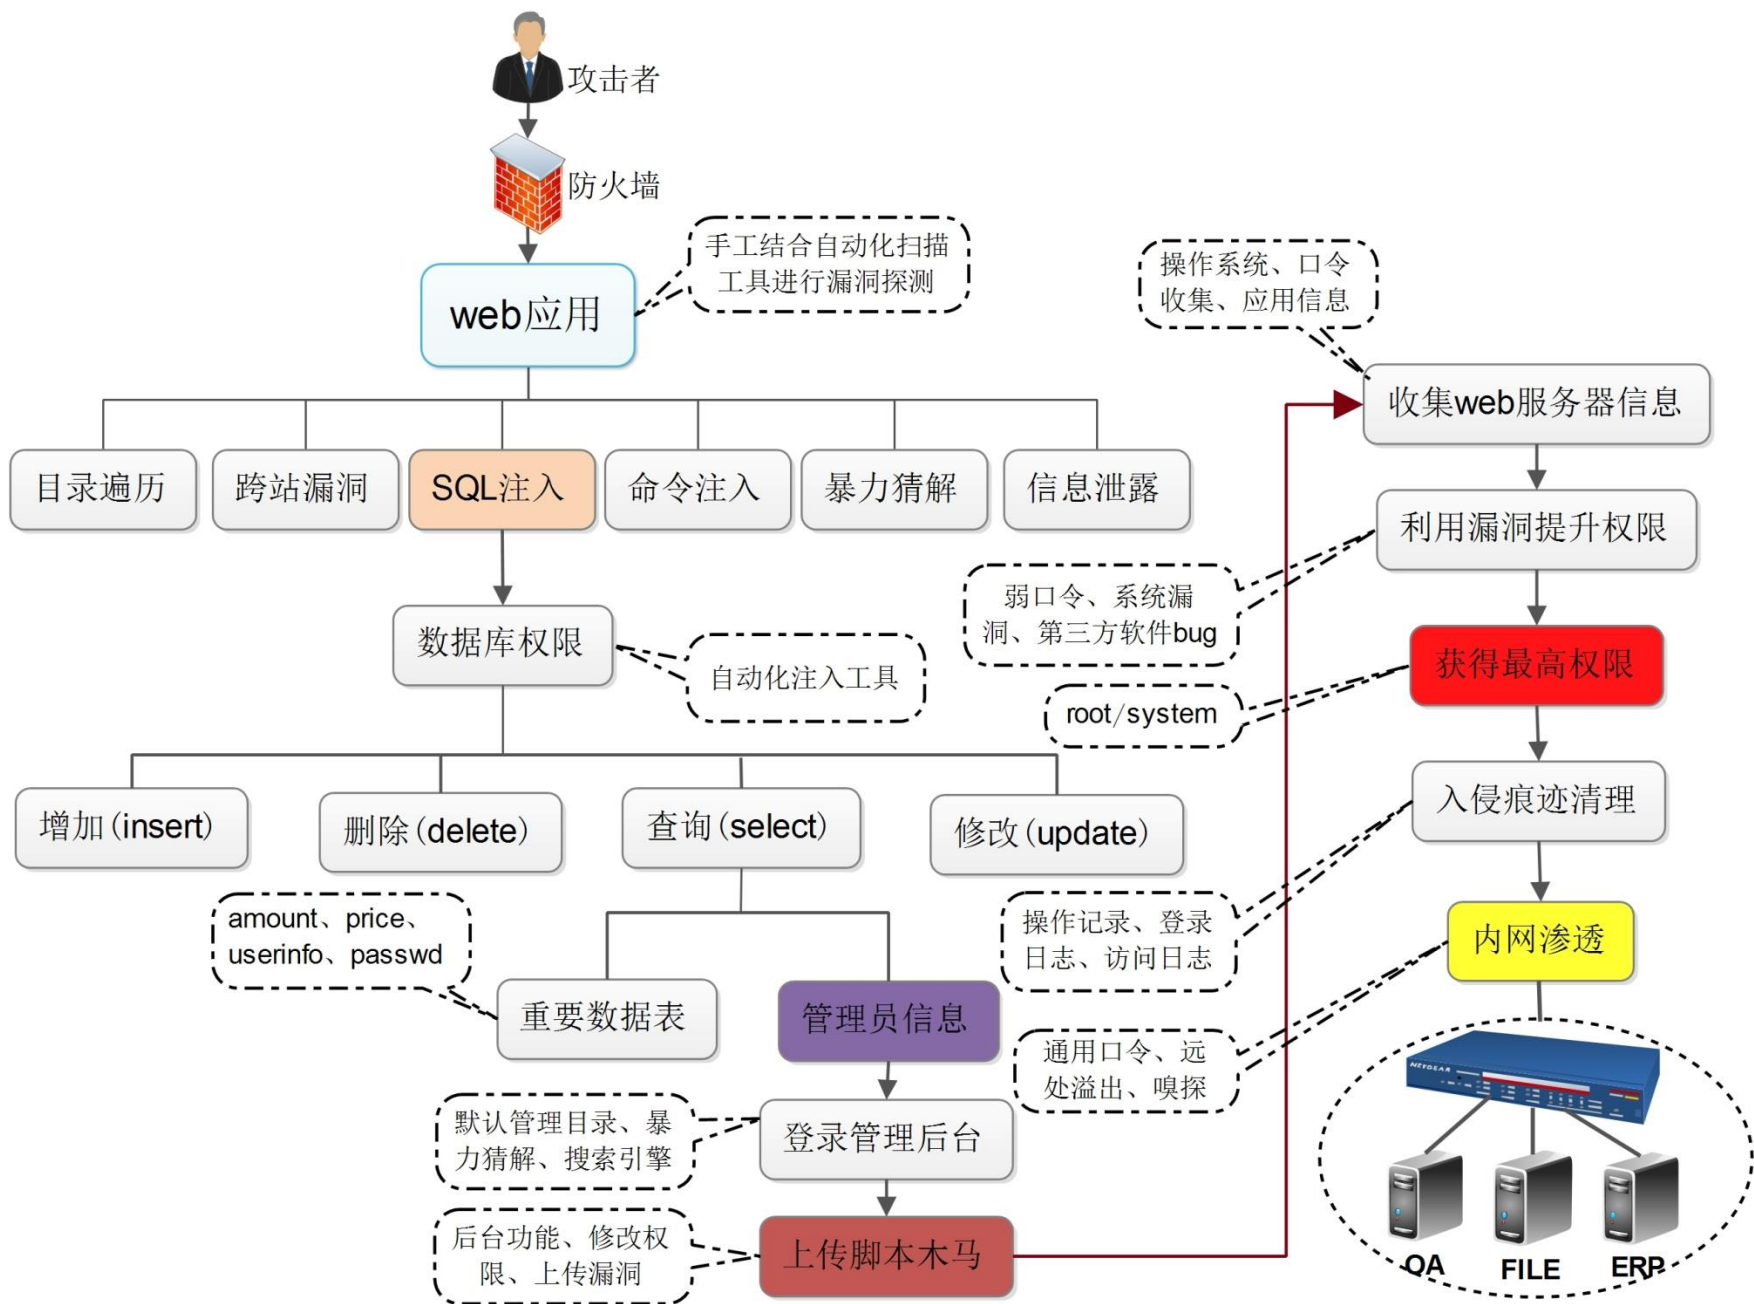 攻击者
防火墙
手工结合自动化扫描
工具进行漏洞探测
web应用
目录遍历
跨站漏洞
SQL注入
命令注入
暴力猜解
信息泄露
数据库权限
自动化注入工具
增加(insert)
删除(delete)
查询(select)
修改(update)
amount、price、
userinfo、passwd
重要数据表
管理员信息
默认管理目录、暴
力猜解、搜索引擎
登录管理后台
后台功能、修改权
限、上传漏洞
上传脚本木马
操作系统、口令
收集、应用信息
收集web服务器信息
利用漏洞提升权限
弱口令、系统漏
洞、第三方软件bug
获得最高权限
root/system
入侵痕迹清理
操作记录、登录
日志、访问日志
内网渗透
通用口令、远
处溢出、嗅探
NETGEAR
OA
FILE
ERP